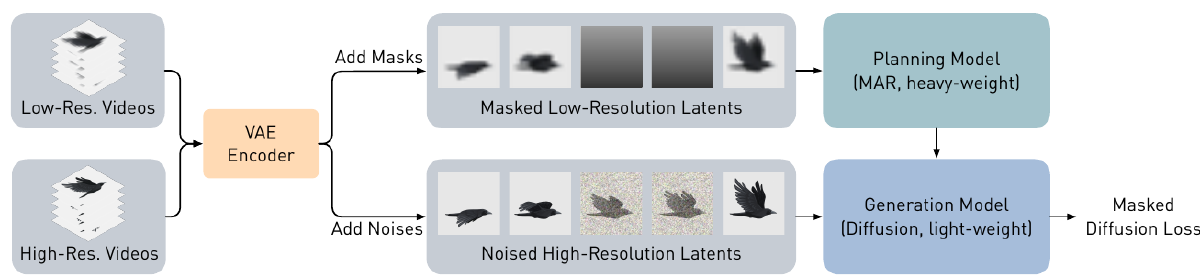 Low-Res. Videos
High-Res. Videos
VAE
Encoder
Add Masks
Add Noises
Masked Low-Resolution Latents
Noised High-Resolution Latents
Planning Model
(MAR, heavy-weight)
Generation Model
(Diffusion, light-weight)
Masked
Diffusion Loss